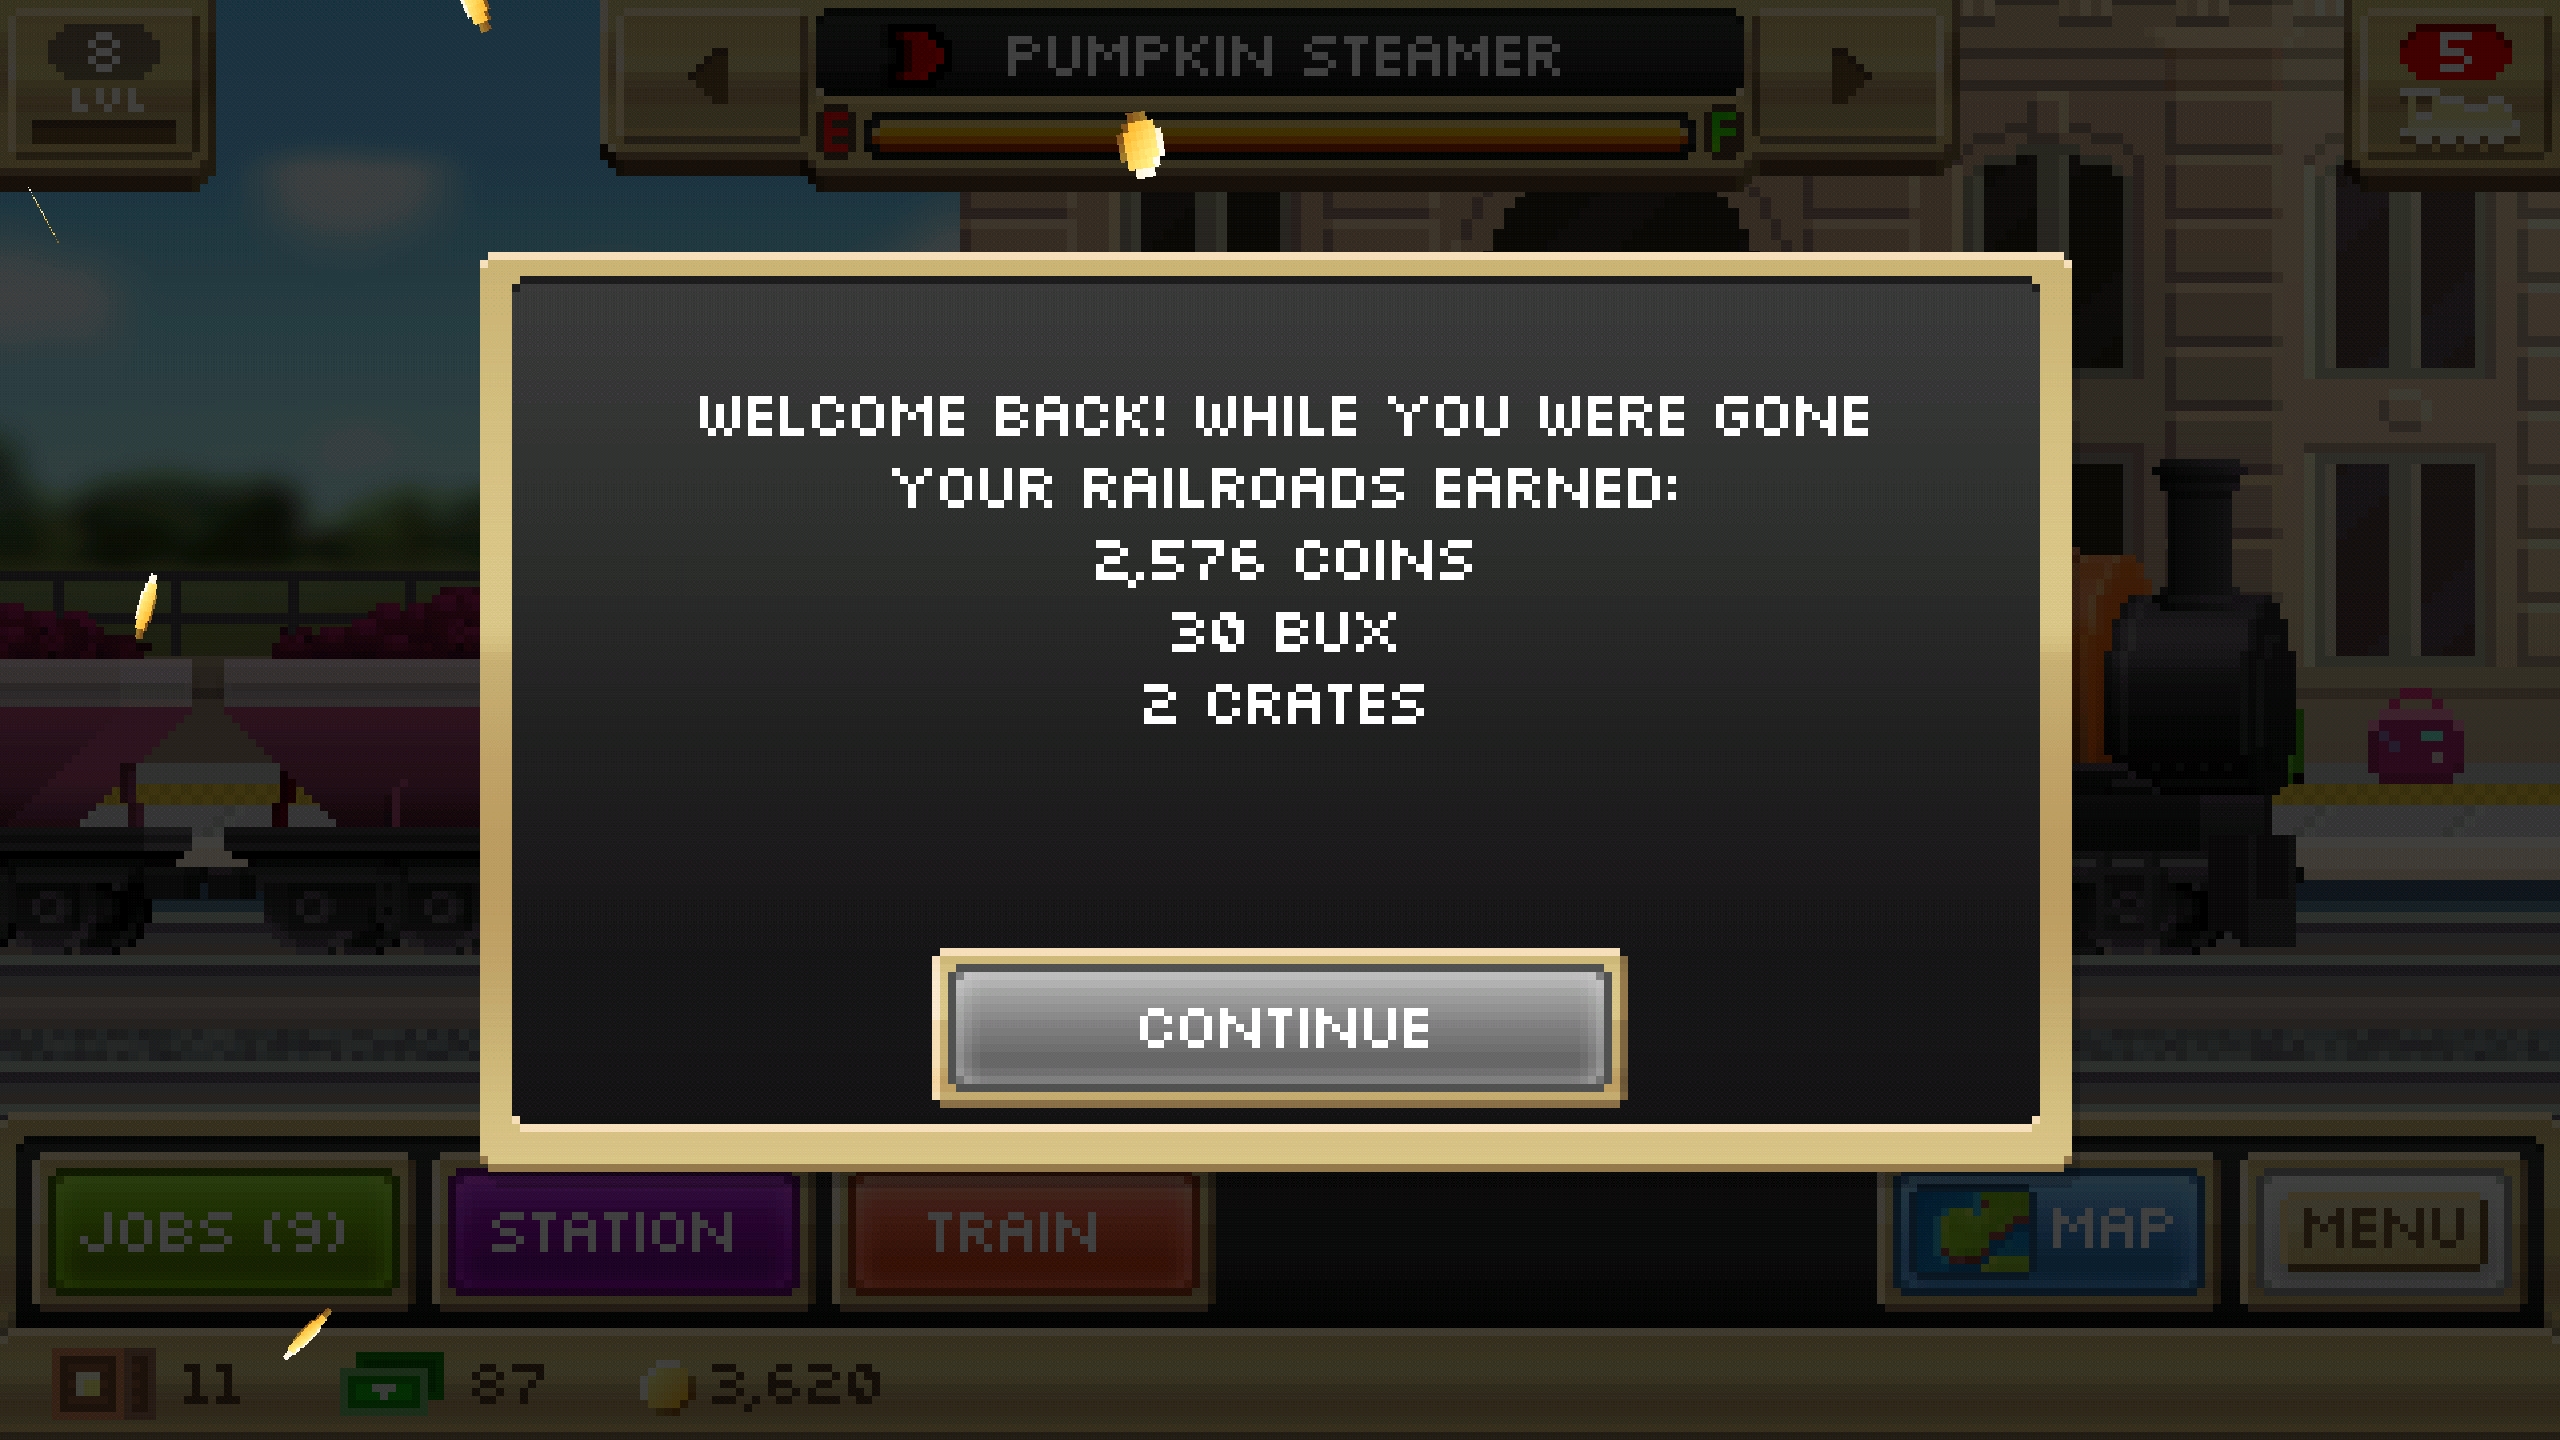 8
LVL
PUMPKIN STEAMER
E
F
5
WELCOME BACK! WHILE YOU WERE GONE
YOUR RAILROADS EARNED:
2,576 COINS
30 BUX
2 CRATES
CONTINUE
JOBS (9)
STATION
TRAIN
MAP
MENU
11
87
3,620